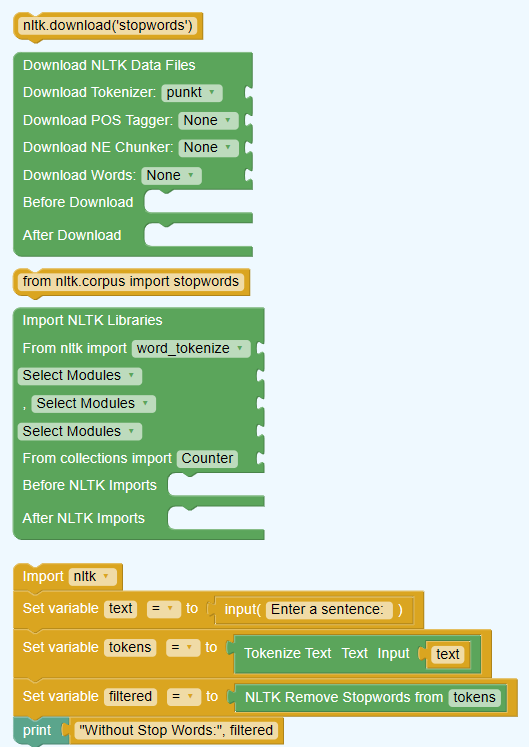 nltk.download('stopwords')
Download NLTK Data Files
Download Tokenizer: punkt
Download POS Tagger: None
Download NE Chunker: None
Download Words: None
Before Download
After Download
from nltk.corpus import stopwords
Import NLTK Libraries
From nltk import word_tokenize
Select Modules
, Select Modules
Select Modules
From collections import Counter
Before NLTK Imports
After NLTK Imports
Import nltk
Set variable text = to input( Enter a sentence: )
Set variable tokens = to Tokenize Text Text Input text
Set variable filtered = to NLTK Remove Stopwords from tokens
print "Without Stop Words:", filtered